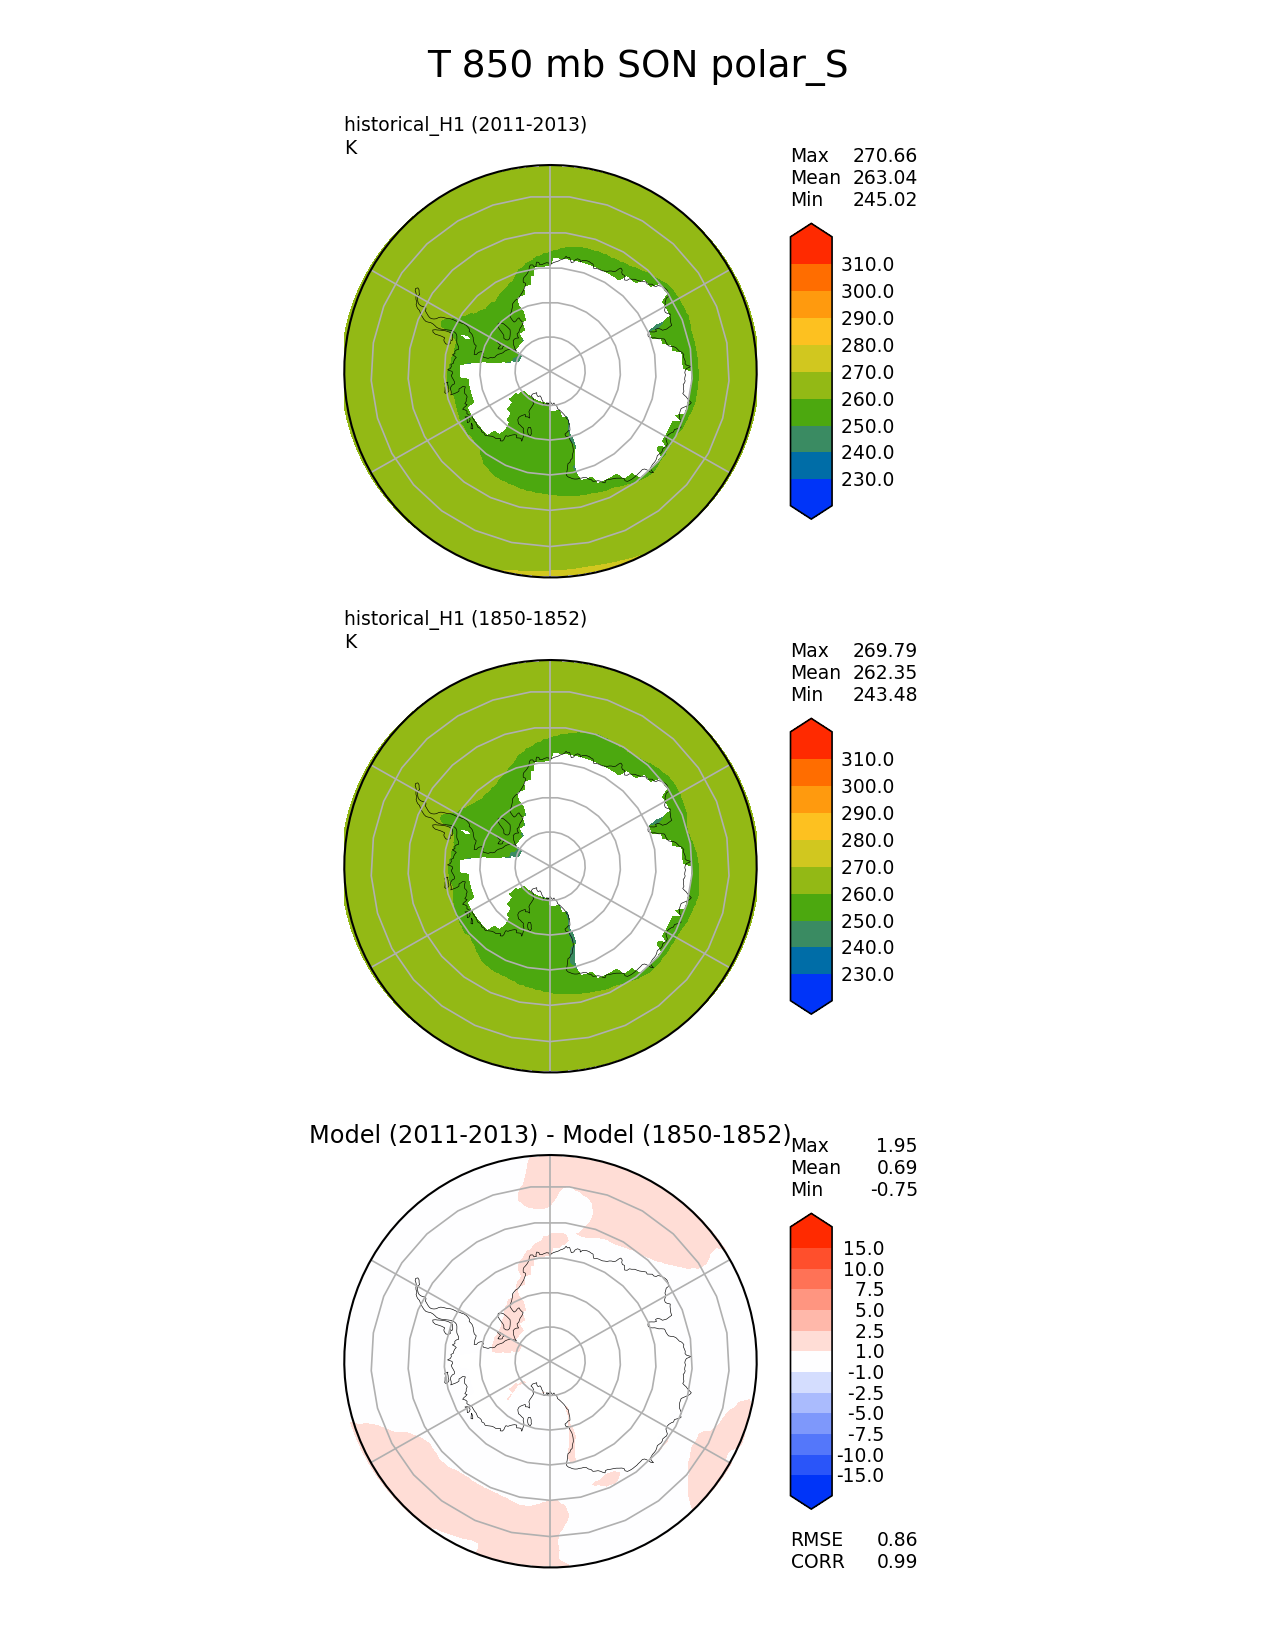 T 850 mb SON polar_S
historical_H1 (2011-2013)
K
Max 270.66
Mean 263.04
Min 245.02
310.0
300.0
290.0
280.0
270.0
260.0
250.0
240.0
230.0
historical_H1 (1850-1852)
K
Max 269.79
Mean 262.35
Min 243.48
310.0
300.0
290.0
280.0
270.0
260.0
250.0
240.0
230.0
Model (2011-2013) - Model (1850-1852)
Max 1.95
Mean 0.69
Min -0.75
15.0
10.0
7.5
5.0
2.5
1.0
-1.0
-2.5
-5.0
-7.5
-10.0
-15.0
RMSE 0.86
CORR 0.99